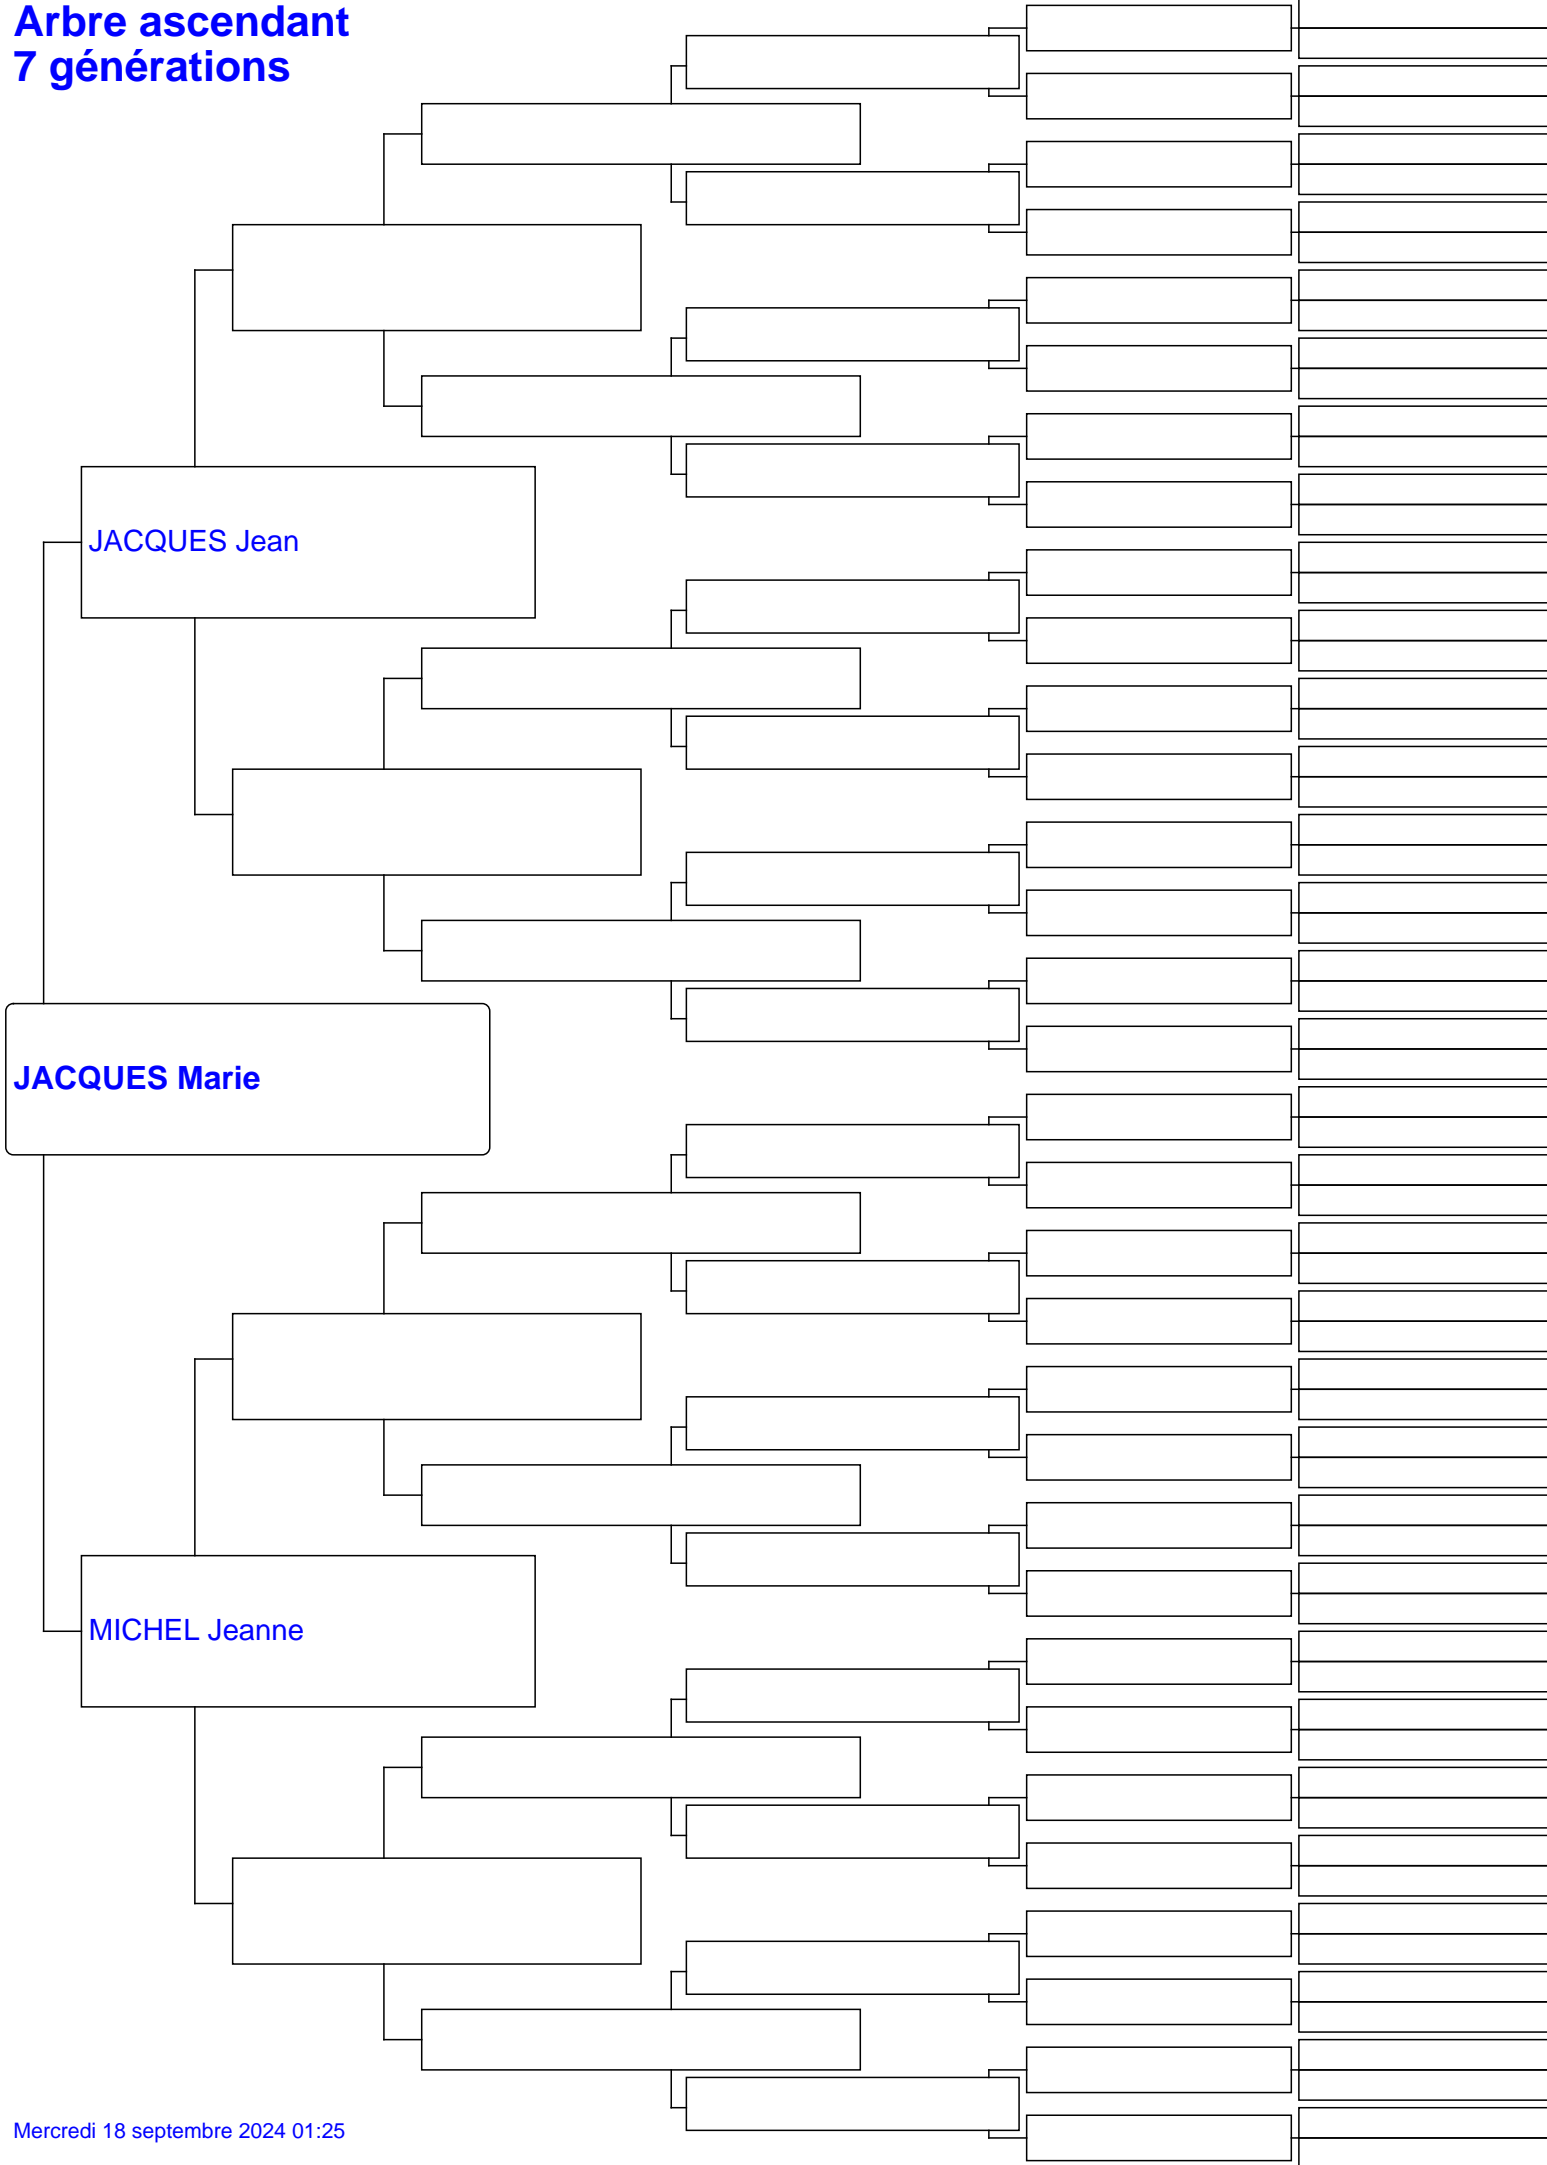 Arbre ascendant
7 générations
JACQUES Jean
JACQUES Marie
MICHEL Jeanne
Mercredi 18 septembre 2024 01:25